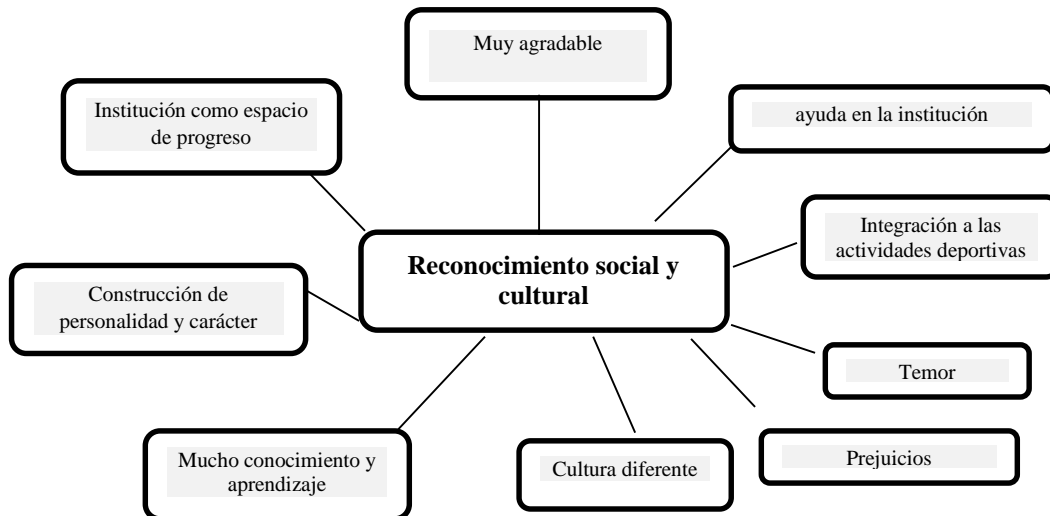 Muy agradable
Institución como espacio
de progreso
ayuda en la institución
Integración a las
actividades deportivas
Reconocimiento social y
cultural
Construcción de
personalidad y carácter
Temor
Mucho conocimiento y
aprendizaje
Cultura diferente
Prejuicios